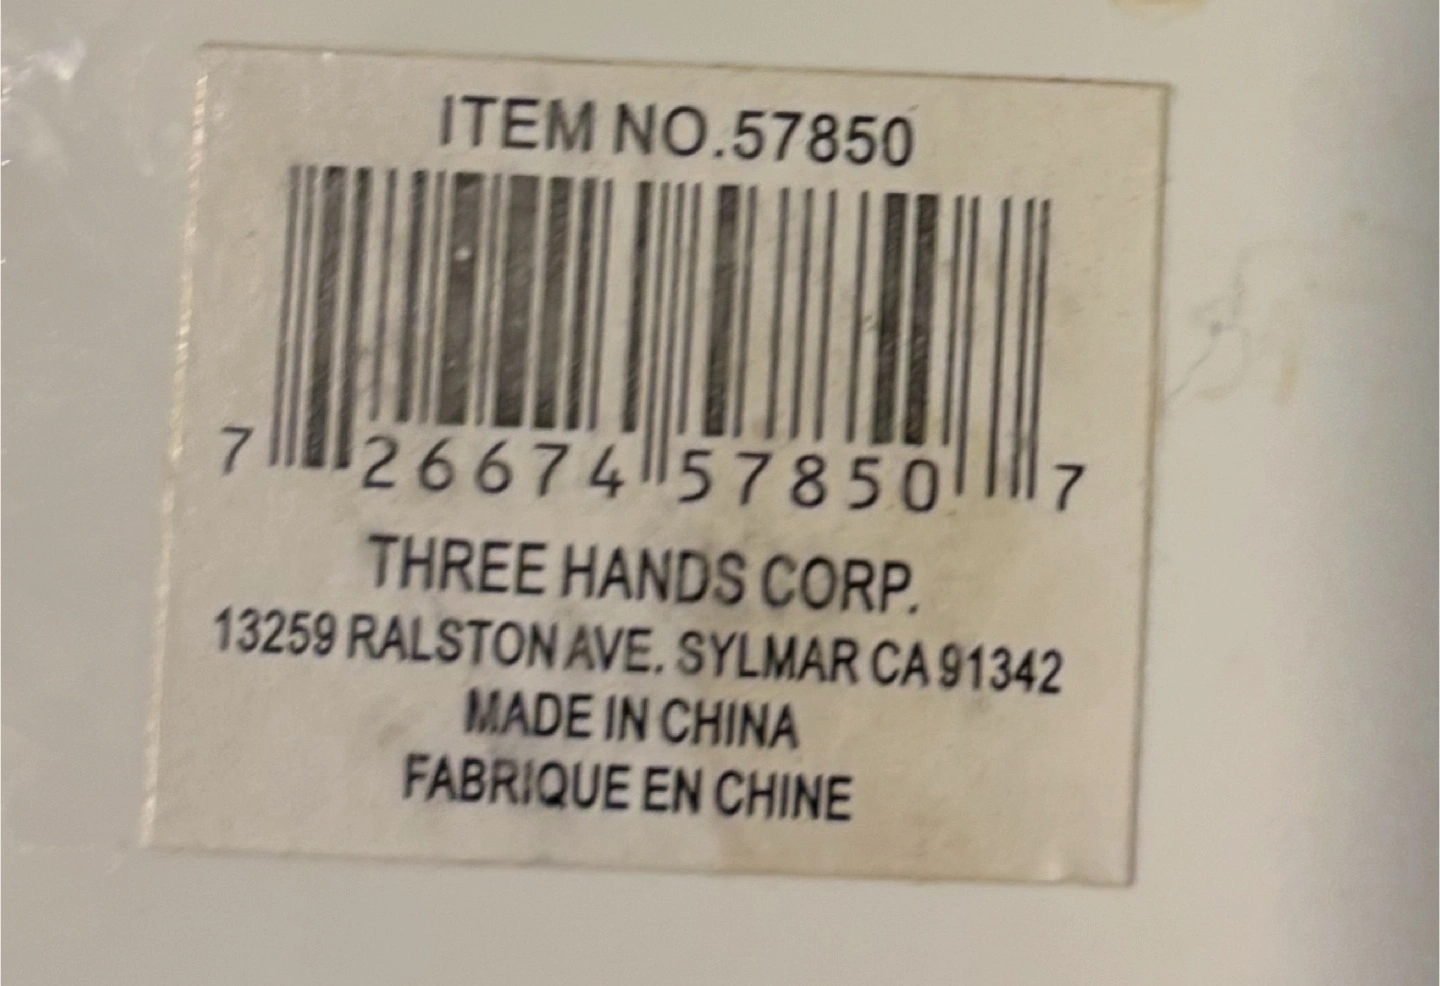 ITEM NO.57850
7 26674 57850 7
THREE HANDS CORP.
13259 RALSTON AVE. SYLMAR CA 91342
MADE IN CHINA
FABRIQUE EN CHINE